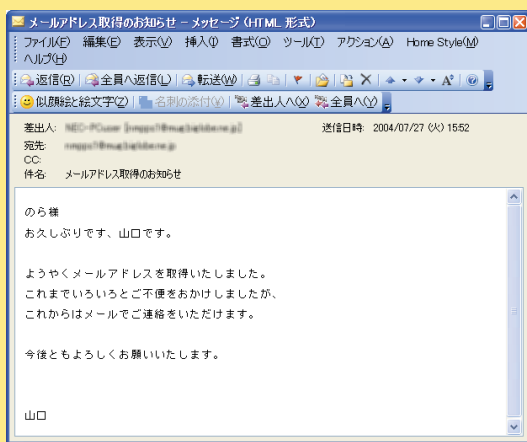 メールアドレス取得のお知らせ - メッセージ (HTML 形式)
ファイル(F) 編集(E) 表示(V) 挿入(I) 書式(O) ツール(T) アクション(A) Home Style(M)
ヘルプ(H)
返信(R) 全員へ返信(L) 転送(W)
似顔絵と絵文字(Z) 名刺の添付(V) 差出人へ(X) 全員へ(Y)
差出人: 送信日時: 2004/07/27 (火) 15:52
宛先:
CC:
件名: メールアドレス取得のお知らせ
のら様
お久しぶりです、山口です。
ようやくメールアドレスを取得いたしました。
これまでいろいろとご不便をおかけしましたが、
これからはメールでご連絡をいただけます。
今後ともよろしくお願いいたします。
山口